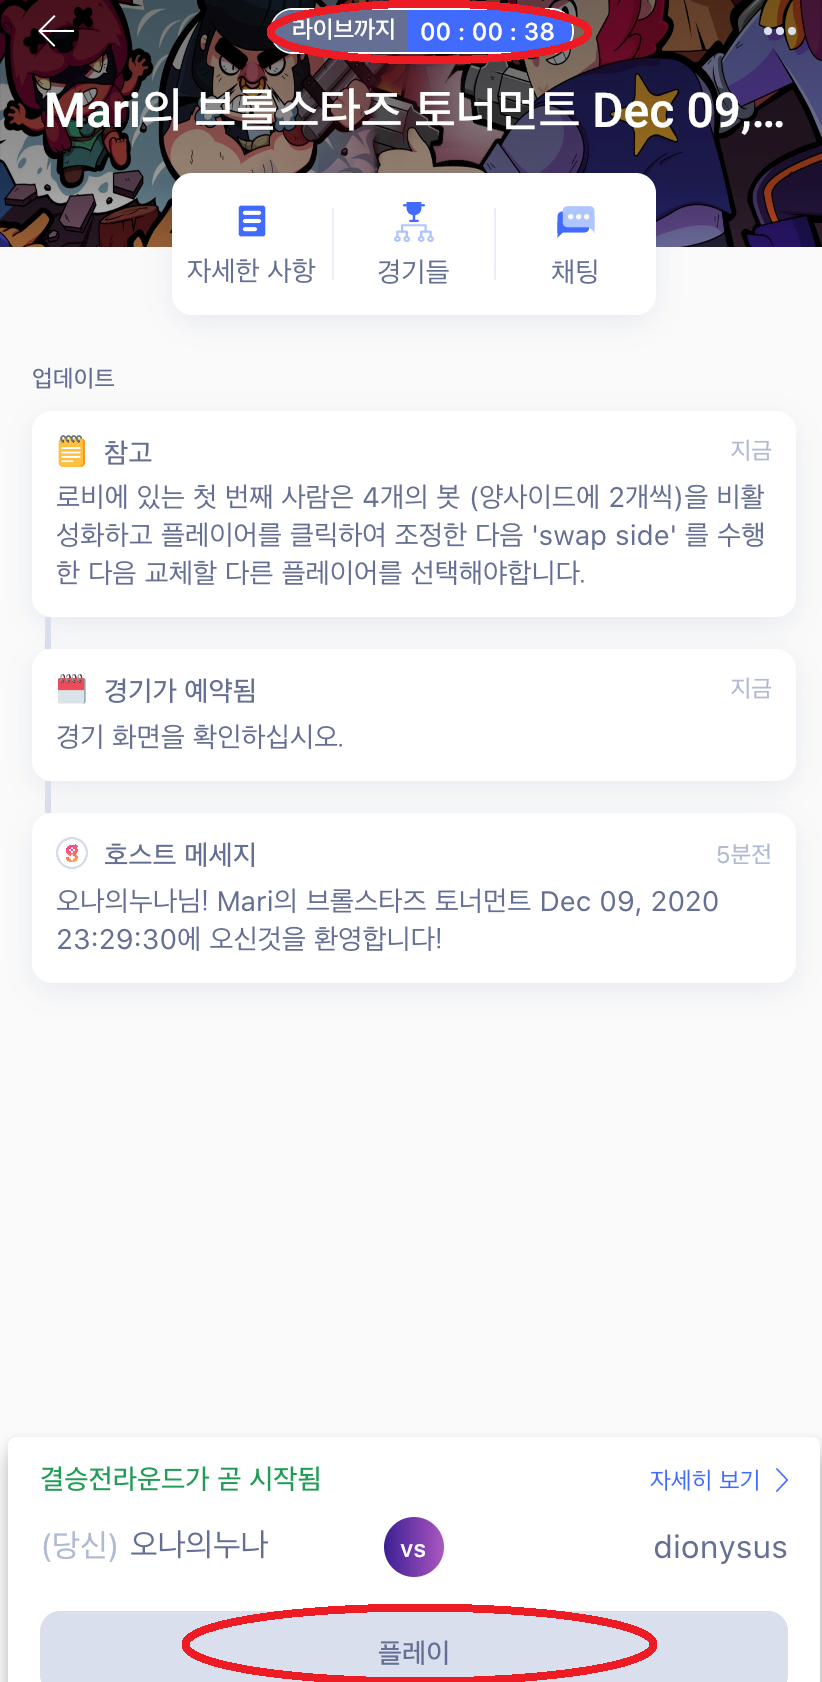 라이브까지 00 : 00 : 38
Mari의 브롤스타즈 토너먼트 Dec 09,...
자세한 사항
경기들
채팅
업데이트
참고
지금
로비에 있는 첫 번째 사람은 4개의 봇 (양사이드에 2개씩)을 비활
성화하고 플레이어를 클릭하여 조정한 다음 'swap side' 를 수행
한 다음 교체할 다른 플레이어를 선택해야합니다.
경기가 예약됨
지금
경기 화면을 확인하십시오.
호스트 메세지
5분전
오나의누나님! Mari의 브롤스타즈 토너먼트 Dec 09, 2020
23:29:30에 오신것을 환영합니다!
결승전라운드가 곧 시작됨
자세히 보기
(당신) 오나의누나
vs
dionysus
플레이